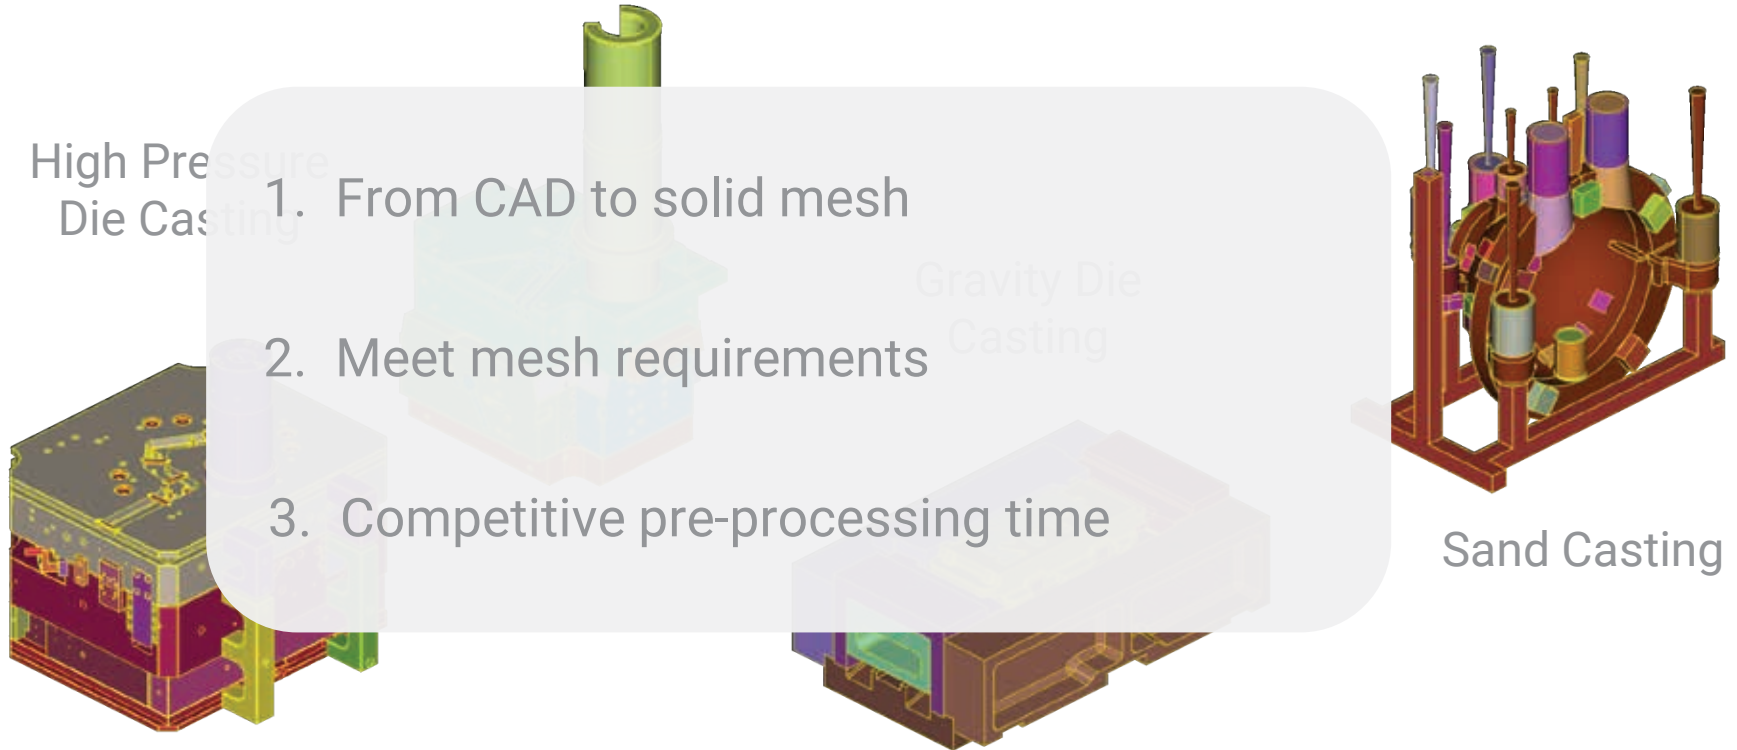 High Pressure
Die Casting
1. From CAD to solid mesh
Gravity Die
Casting
2. Meet mesh requirements
3. Competitive pre-processing time
Sand Casting